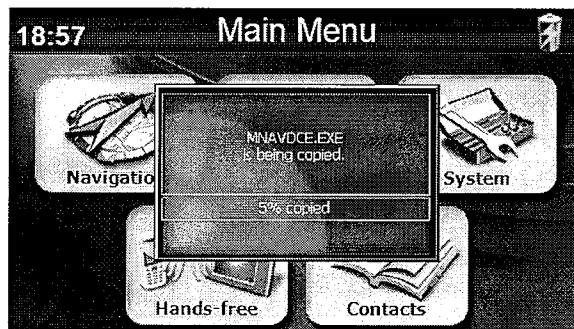 18:57 Main Menu
MNAVDCE.EXE
is being copied.
Navigatio
System
5% copied
Hands-free
Contacts